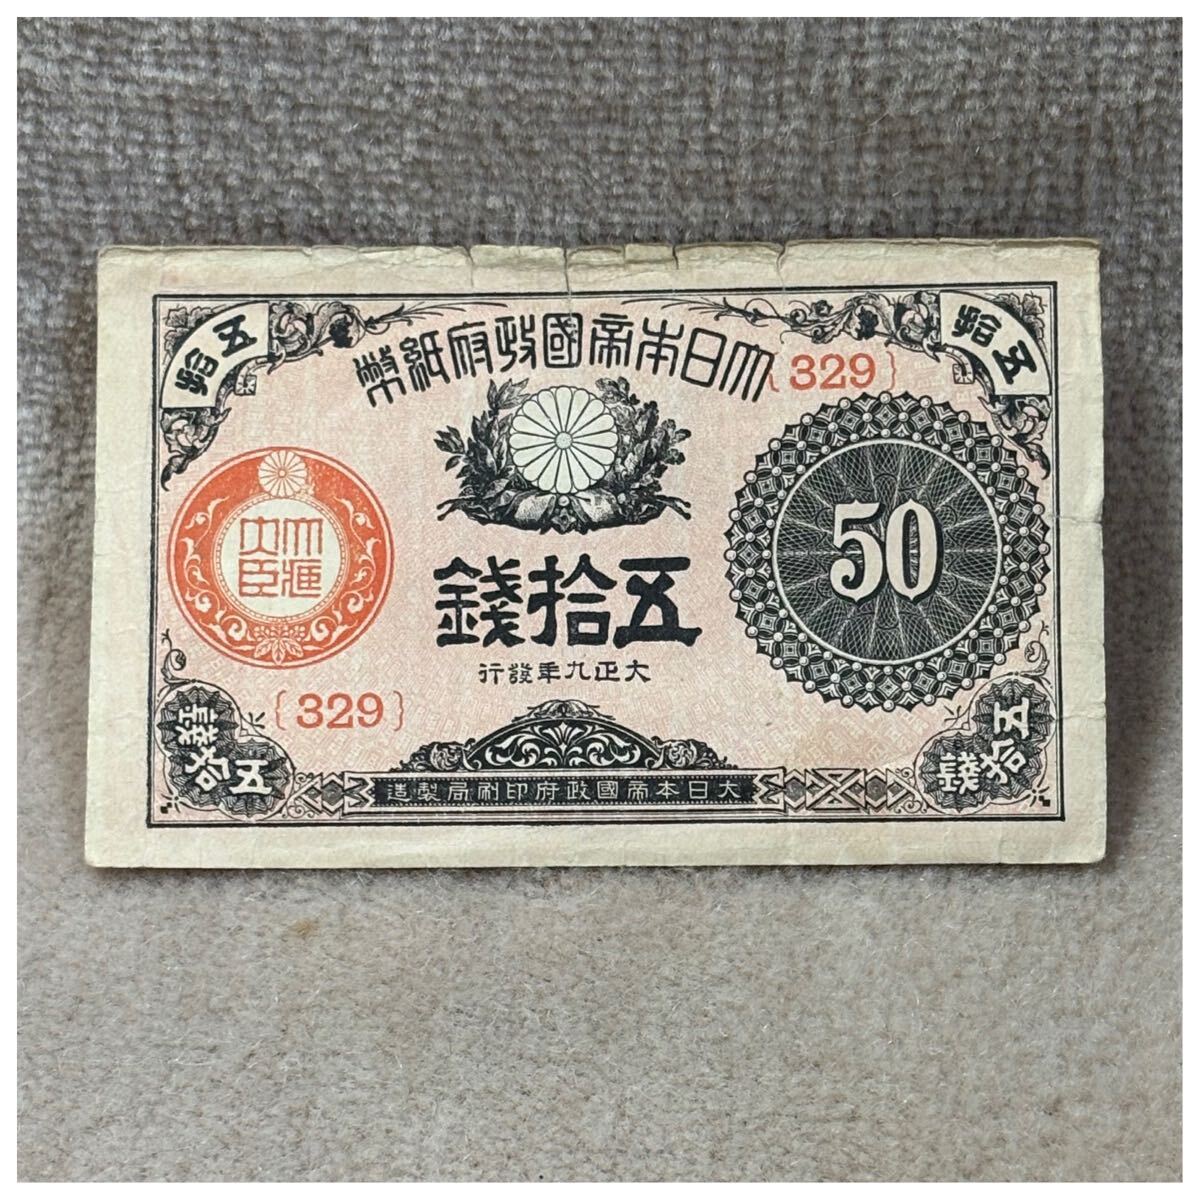 五拾
大日本帝國政府紙幣
五拾
{329}
大藏大臣
五拾錢
50
大正九年發行
{329}
五拾錢
大日本帝國政府印刷局製造
五拾錢